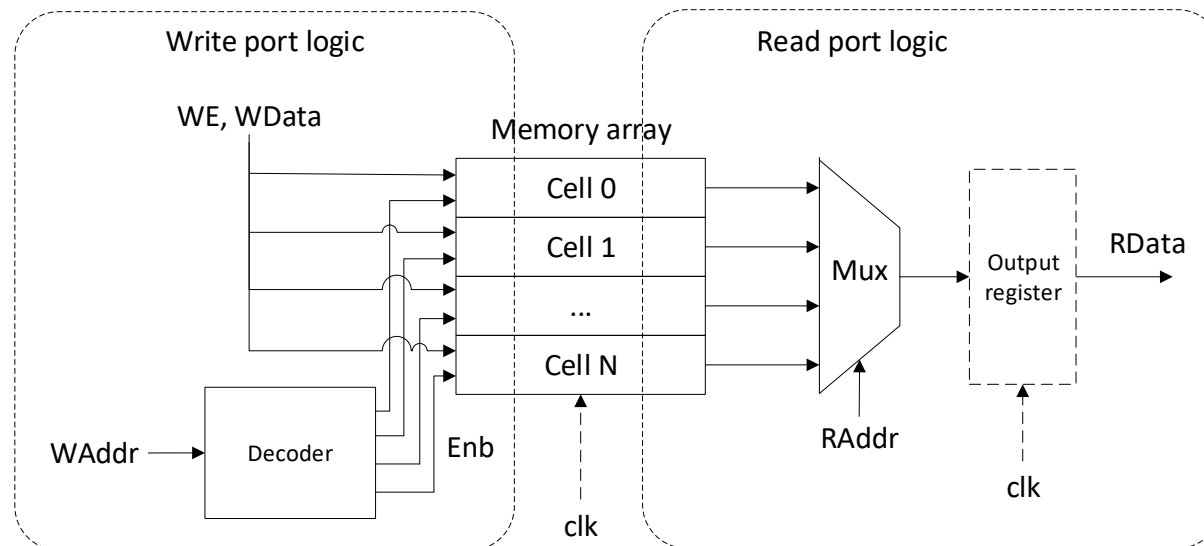 Write port logic
Read port logic
WE, WData
Memory array
Cell 0
Cell 1
...
Cell N
Mux
Output
register
RData
WAddr
Decoder
Enb
RAddr
clk
clk